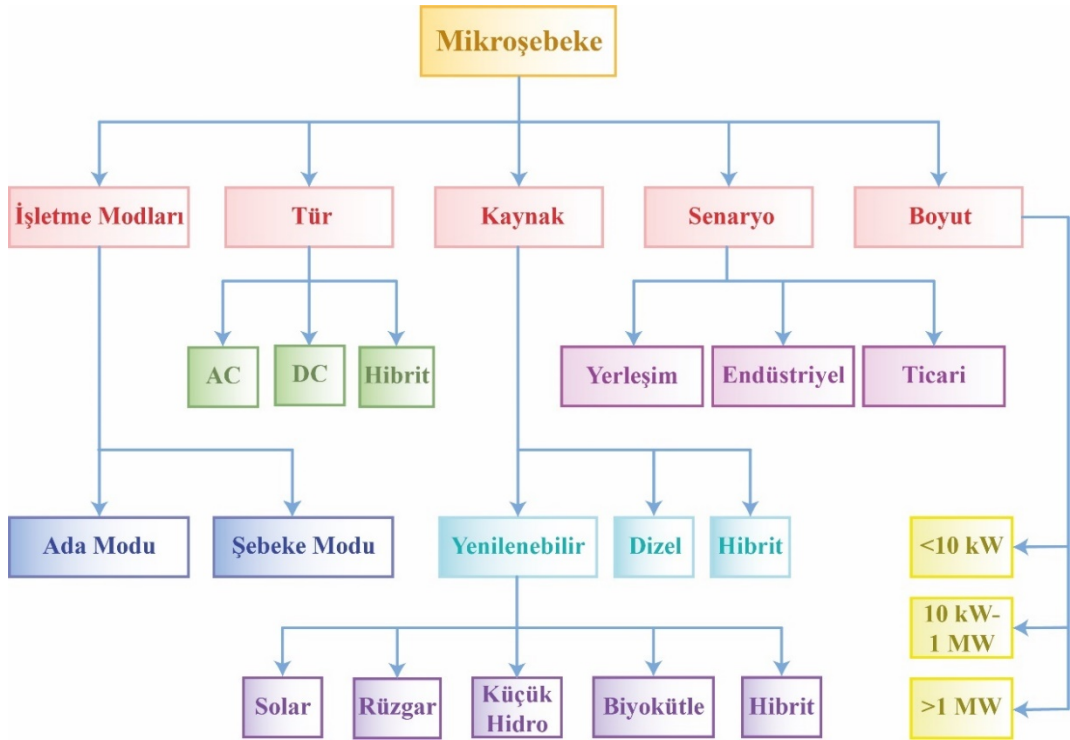 Mikroşebeke
İşletme Modları
Tür
Kaynak
Senaryo
Boyut
AC
DC
Hibrit
Yerleşim
Endüstriyel
Ticari
Ada Modu
Şebeke Modu
Yenilenebilir
Dizel
Hibrit
<10 kW
10 kW-
1 MW
>1 MW
Solar
Rüzgar
Küçük
Hidro
Biyokütle
Hibrit